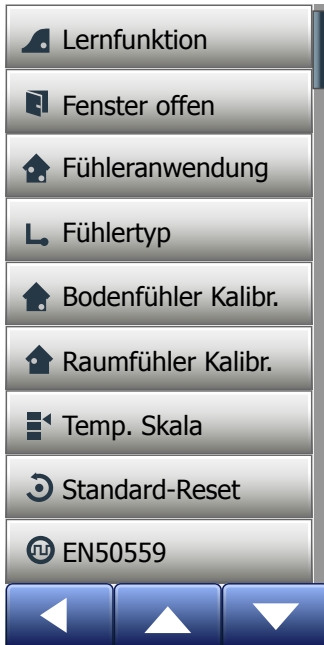 Lernfunktion
Fenster offen
Fühleranwendung
Fühlertyp
Bodenfühler Kalibr.
Raumfühler Kalibr.
Temp. Skala
Standard-Reset
EN50559